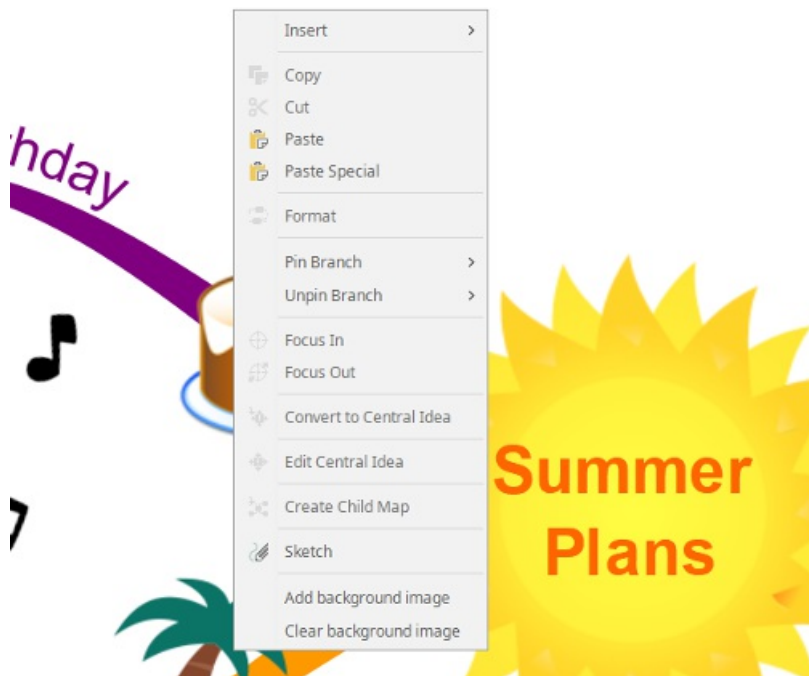 Insert
Copy
Cut
Paste
Paste Special
Format
Pin Branch
Unpin Branch
Focus In
Focus Out
Convert to Central Idea
Edit Central Idea
Create Child Map
Sketch
Add background image
Clear background image
hday
Summer
Plans